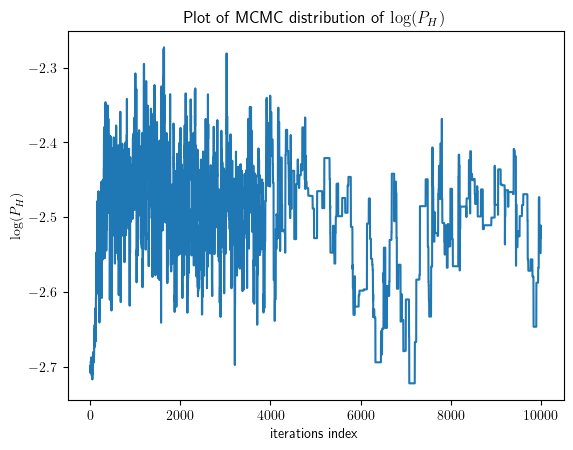 Plot of MCMC distribution of log(P_H)
−2.3
−2.4
−2.5
−2.6
−2.7
log(P_H)
0 2000 4000 6000 8000 10000
iterations index